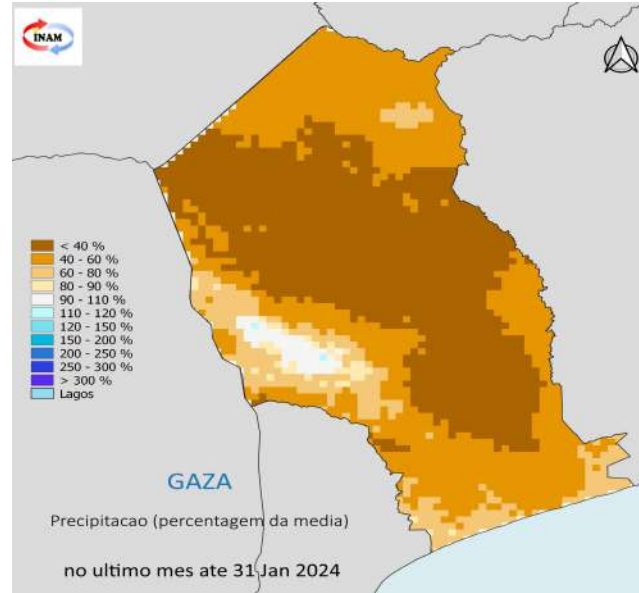 INAM
< 40 %
40 - 60 %
60 - 80 %
80 - 90 %
90 - 110 %
110 - 120 %
120 - 150 %
150 - 200 %
200 - 250 %
250 - 300 %
> 300 %
Lagos
GAZA
Precipitacao (percentagem da media)
no ultimo mes ate 31 Jan 2024